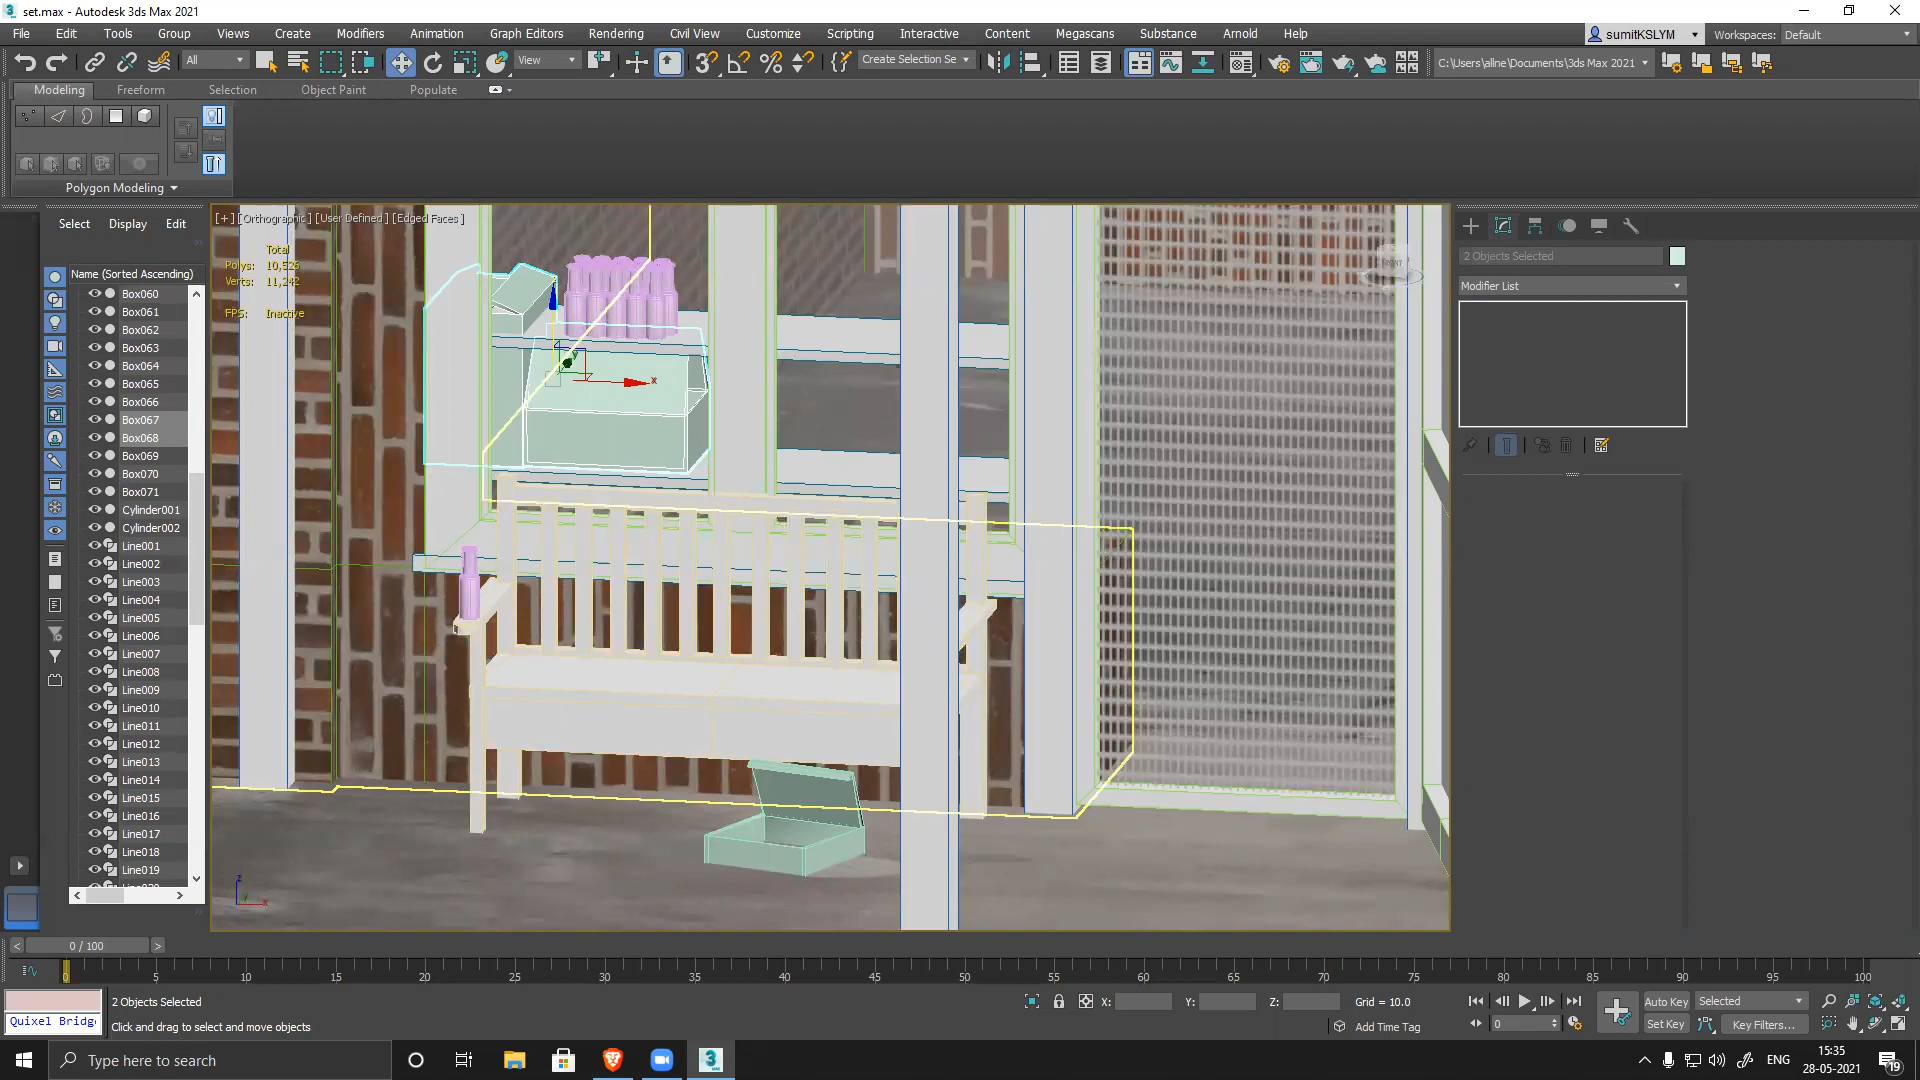 set.max - Autodesk 3ds Max 2021
File Edit Tools Group Views Create Modifiers Animation Graph Editors Rendering Civil View Customize Scripting Interactive Content Megascans Substance Arnold Help
sumitKSLYM Workspaces: Default
All View Create Selection Se C:\Users\allne\Documents\3ds Max 2021
Modeling Freeform Selection Object Paint Populate
Polygon Modeling
Select Display Edit
Name (Sorted Ascending)
Box060
Box061
Box062
Box063
Box064
Box065
Box066
Box067
Box068
Box069
Box070
Box071
Cylinder001
Cylinder002
Line001
Line002
Line003
Line004
Line005
Line006
Line007
Line008
Line009
Line010
Line011
Line012
Line013
Line014
Line015
Line016
Line017
Line018
Line019
[+] [Orthographic] [User Defined] [Edged Faces]
Total
Polys: 10,526
Verts: 11,242
FPS: Inactive
FRONT
x
z
x
2 Objects Selected
Modifier List
0 / 100
0 5 10 15 20 25 30 35 40 45 50 55 60 65 70 75 80 85 90 95 100
2 Objects Selected
X: Y: Z: Grid = 10.0
Auto Key Selected
Quixel Bridg
Click and drag to select and move objects
Add Time Tag
0
Set Key Key Filters...
Type here to search
ENG
15:35
28-05-2021
19